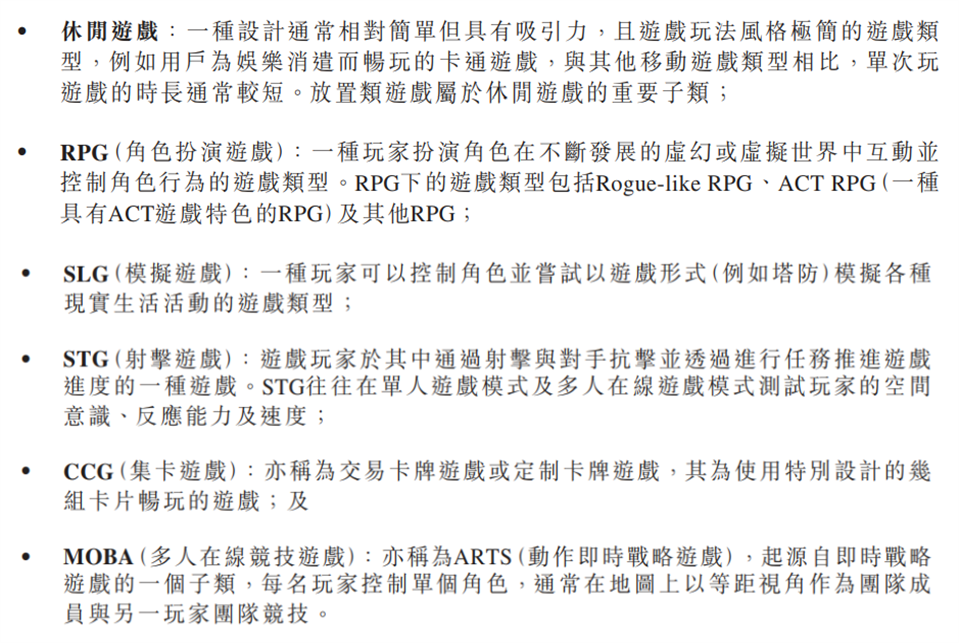 • 休閒遊戲：一種設計通常相對簡單但具有吸引力，且遊戲玩法風格極簡的遊戲類
型，例如用戶為娛樂消遣而暢玩的卡通遊戲，與其他移動遊戲類型相比，單次玩
遊戲的時長通常較短。放置類遊戲屬於休閒遊戲的重要子類；
• RPG（角色扮演遊戲）：一種玩家扮演角色在不斷發展的虛幻或虛擬世界中互動並
控制角色行為的遊戲類型。RPG下的遊戲類型包括Rogue-like RPG、ACT RPG（一種
具有ACT遊戲特色的RPG）及其他RPG；
• SLG（模擬遊戲）：一種玩家可以控制角色並嘗試以遊戲形式（例如塔防）模擬各種
現實生活活動的遊戲類型；
• STG（射擊遊戲）：遊戲玩家於其中通過射擊與對手抗擊並透過進行任務推進遊戲
進度的一種遊戲。STG往往在單人遊戲模式及多人在線遊戲模式測試玩家的空間
意識、反應能力及速度；
• CCG（集卡遊戲）：亦稱為交易卡牌遊戲或定制卡牌遊戲，其為使用特別設計的幾
組卡片暢玩的遊戲；及
• MOBA（多人在線競技遊戲）：亦稱為ARTS（動作即時戰略遊戲），起源自即時戰略
遊戲的一個子類，每名玩家控制單個角色，通常在地圖上以等距視角作為團隊成
員與另一玩家團隊競技。